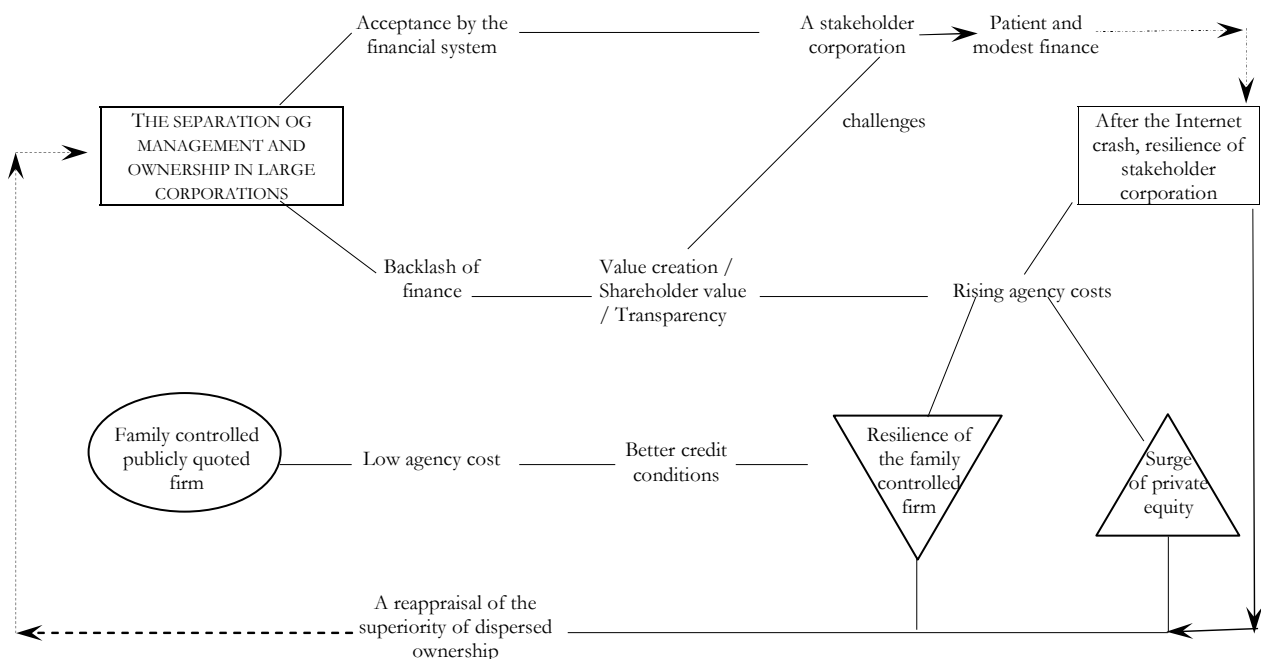 Acceptance by the
financial system
A stakeholder
corporation
Patient and
modest finance
THE SEPARATION OG
MANAGEMENT AND
OWNERSHIP IN LARGE
CORPORATIONS
challenges
After the Internet
crash, resilience of
stakeholder
corporation
Backlash of
finance
Value creation /
Shareholder value
/ Transparency
Rising agency costs
Family controlled
publicly quoted
firm
Low agency cost
Better credit
conditions
Resilience of
the family
controlled
firm
Surge
of private
equity
A reappraisal of the
superiority of dispersed
ownership